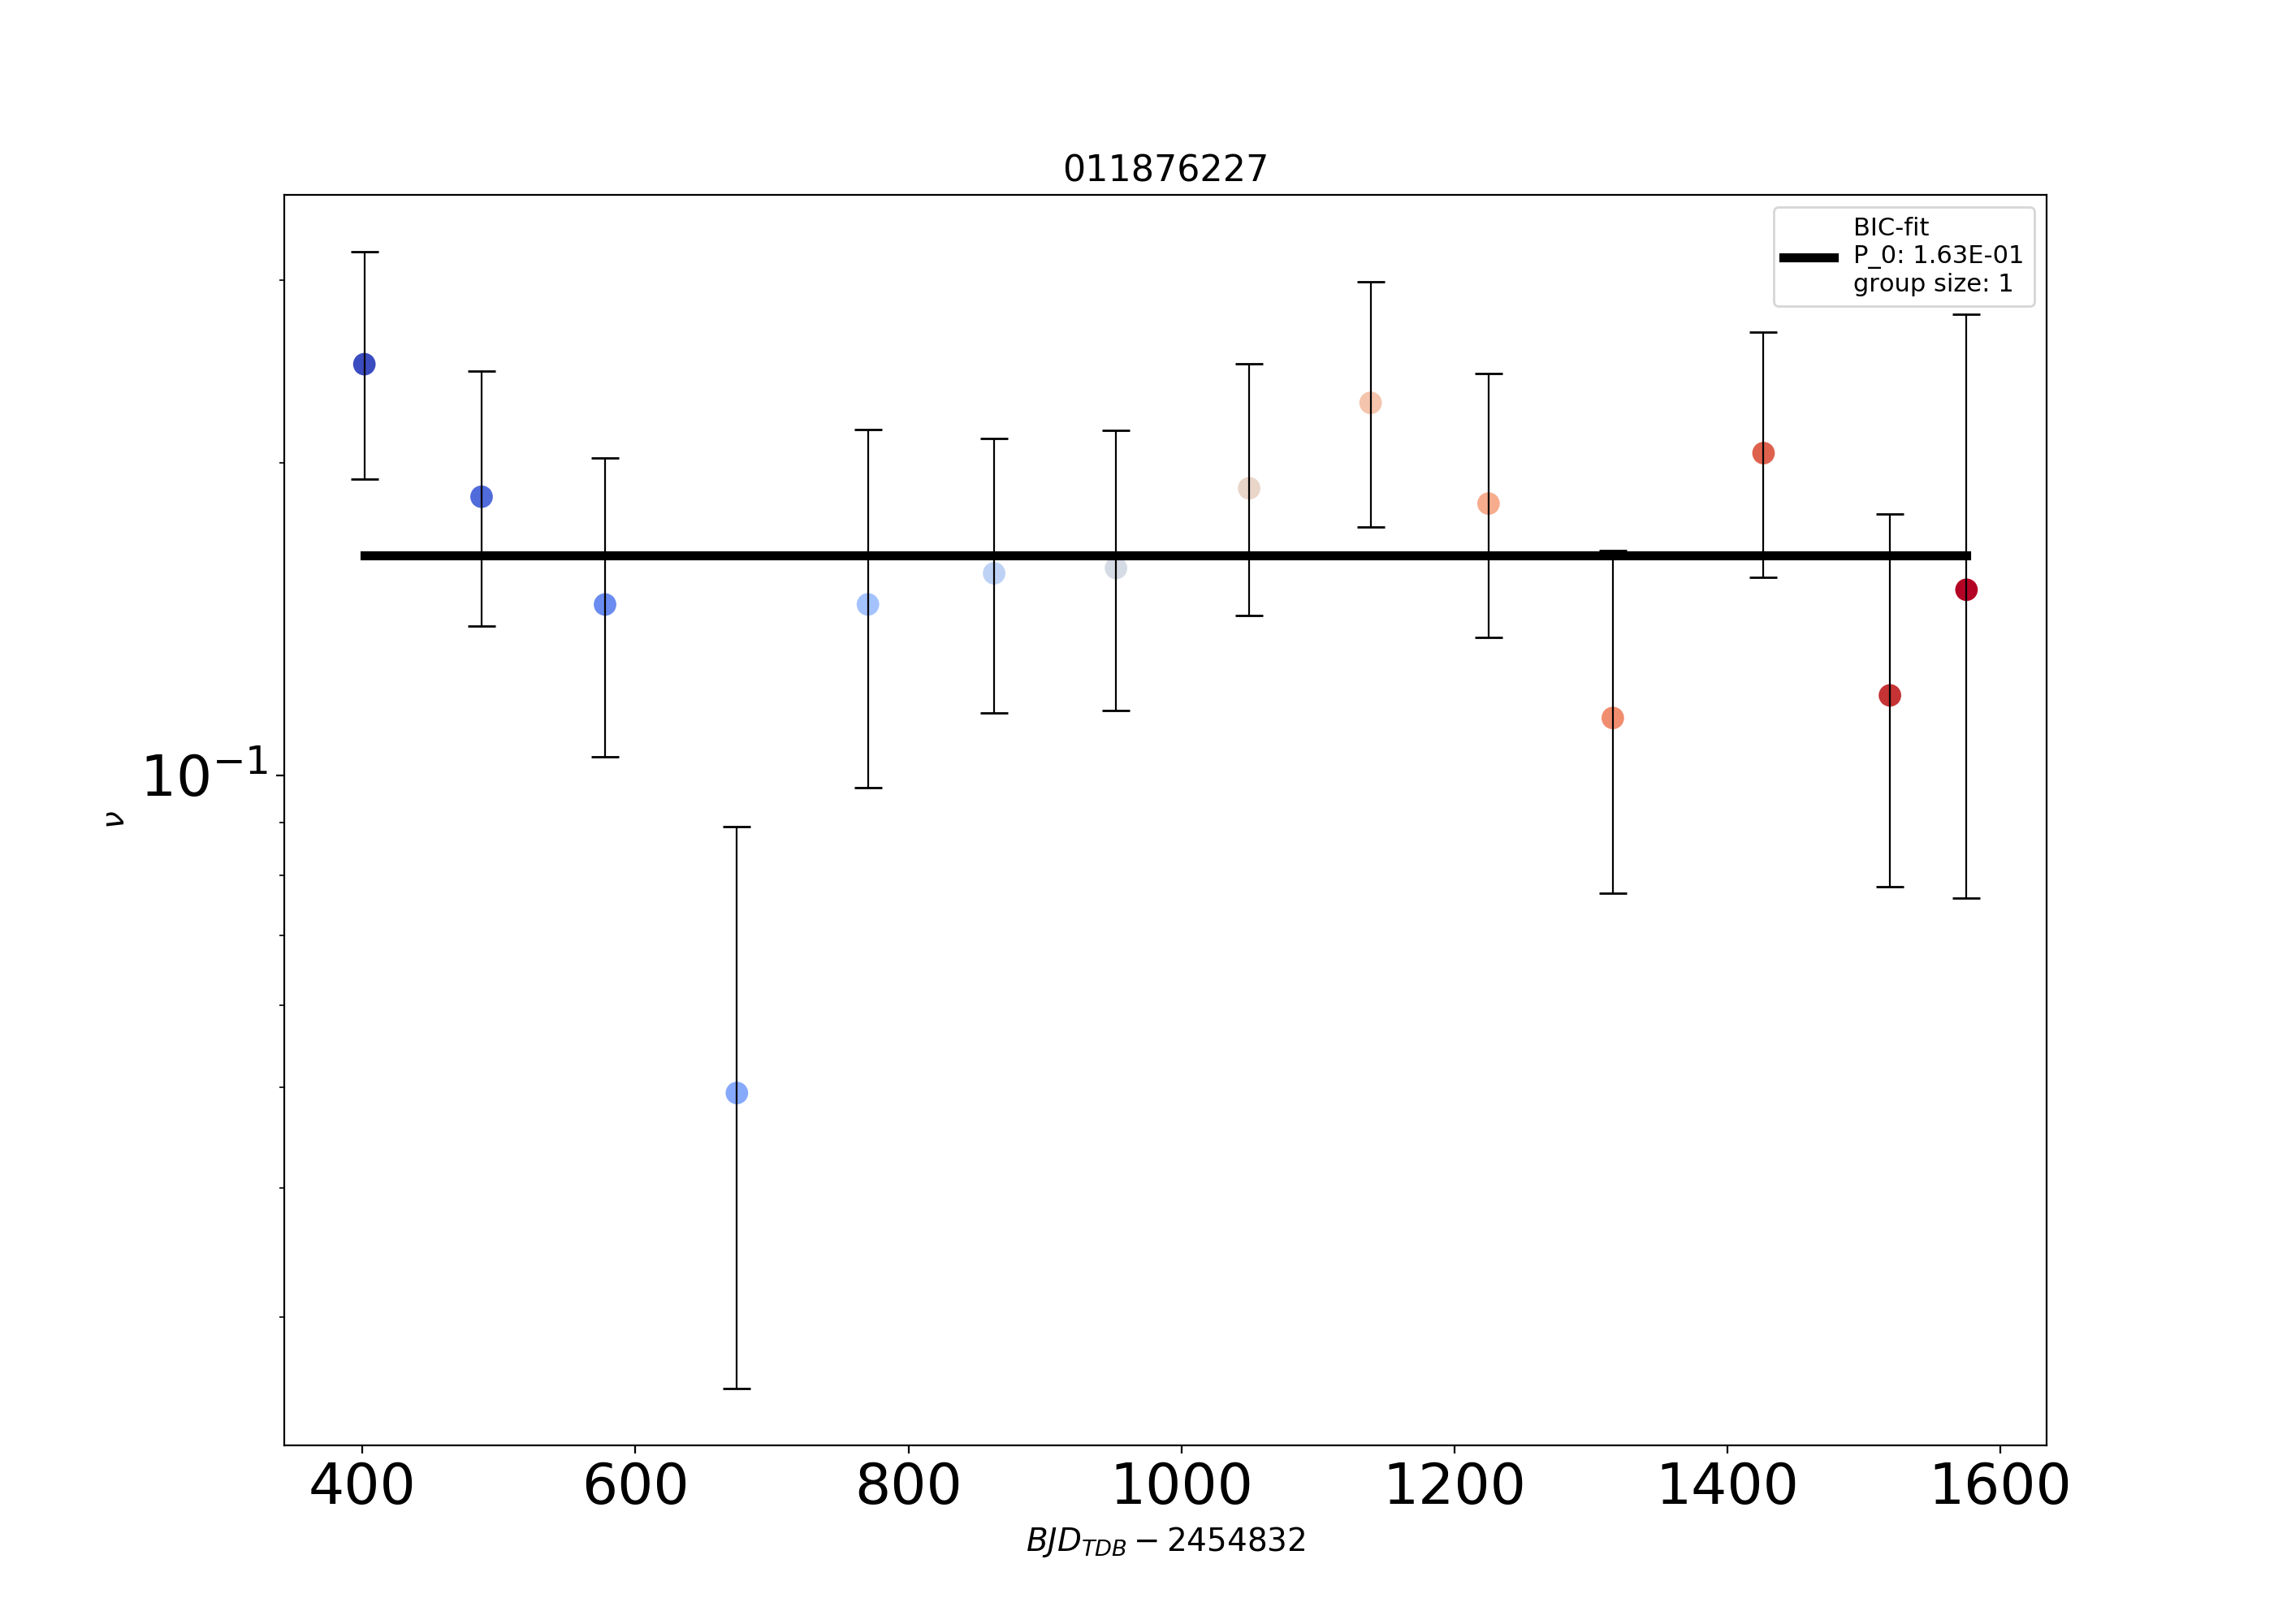 011876227
BIC-fit
P_0: 1.63E-01
group size: 1
10⁻¹
ν
400 600 800 1000 1200 1400 1600
BJD_TDB − 2454832